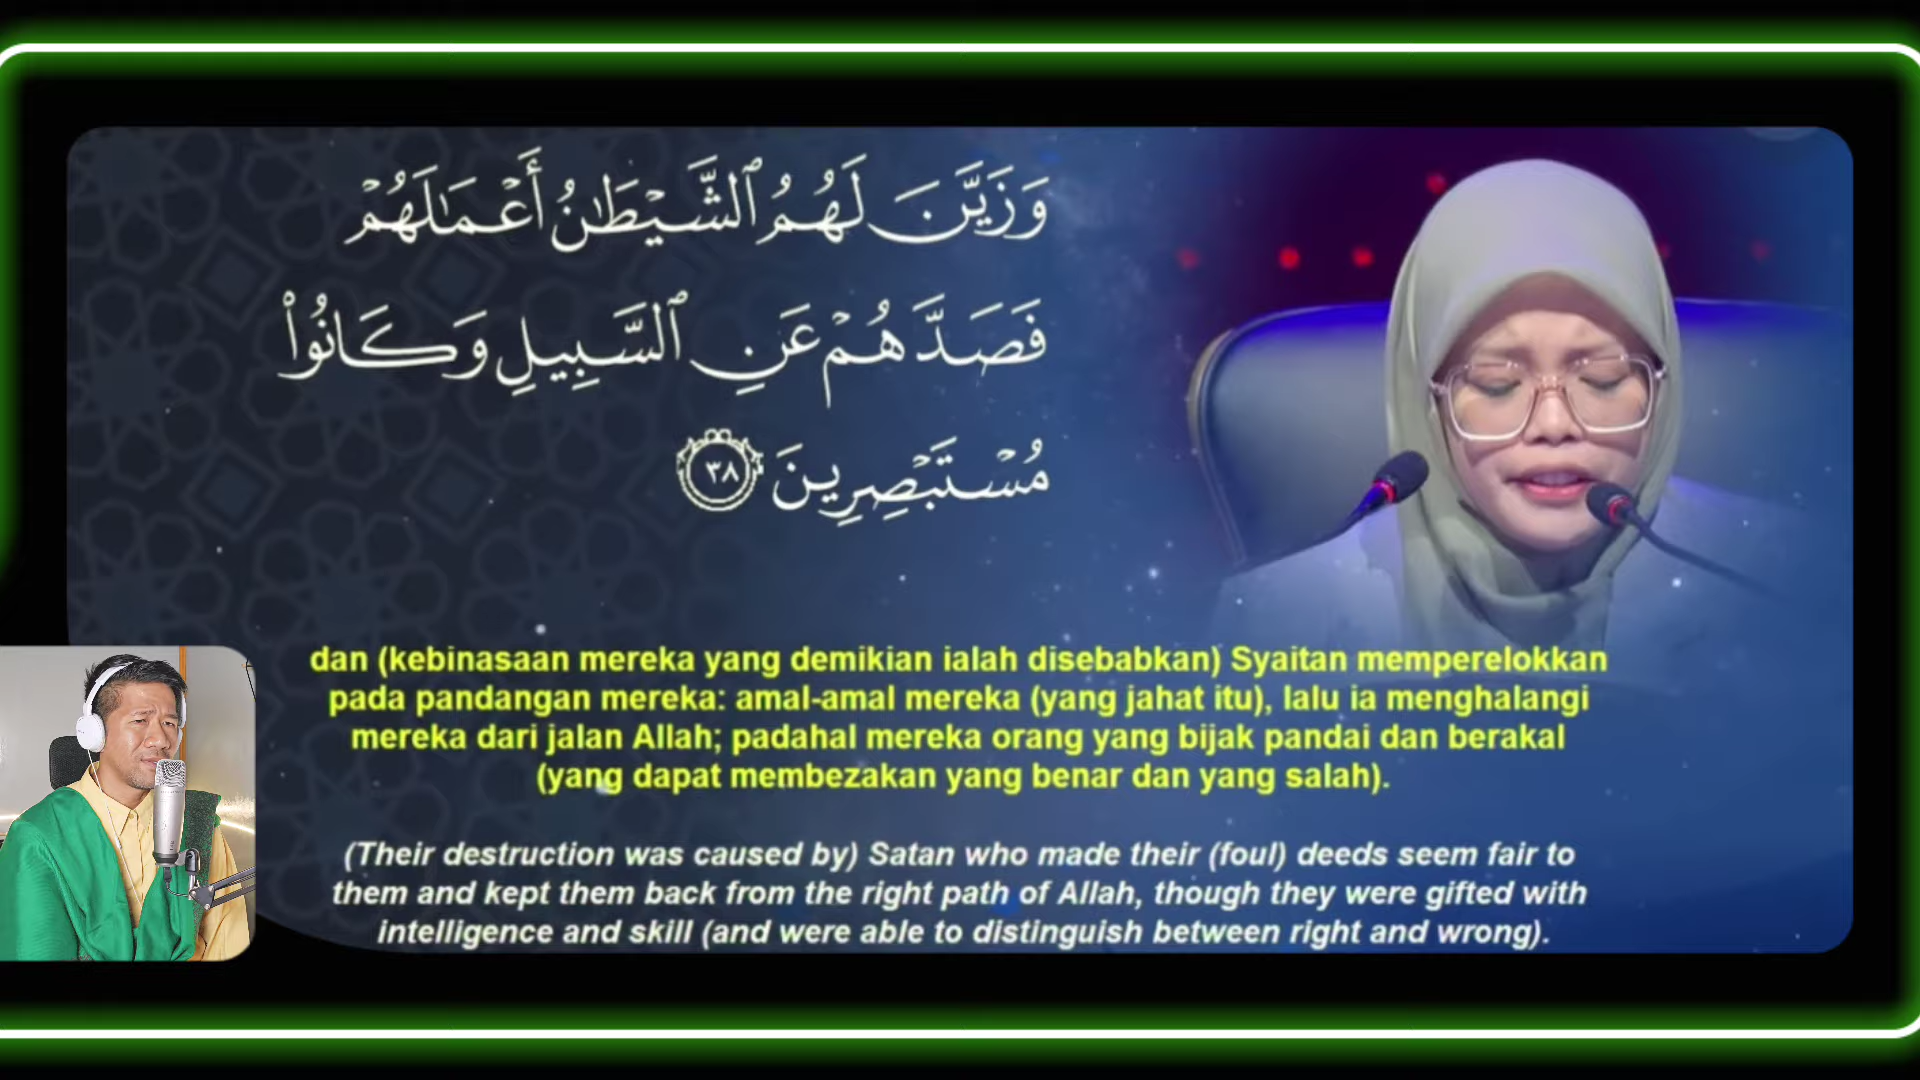 وَزَيَّنَ لَهُمُ ٱلشَّيْطَٰنُ أَعْمَٰلَهُمْ
فَصَدَّهُمْ عَنِ ٱلسَّبِيلِ وَكَانُوا۟
مُسْتَبْصِرِينَ ٣٨
dan (kebinasaan mereka yang demikian ialah disebabkan) Syaitan memperelokkan
pada pandangan mereka: amal-amal mereka (yang jahat itu), lalu ia menghalangi
mereka dari jalan Allah; padahal mereka orang yang bijak pandai dan berakal
(yang dapat membezakan yang benar dan yang salah).
(Their destruction was caused by) Satan who made their (foul) deeds seem fair to
them and kept them back from the right path of Allah, though they were gifted with
intelligence and skill (and were able to distinguish between right and wrong).